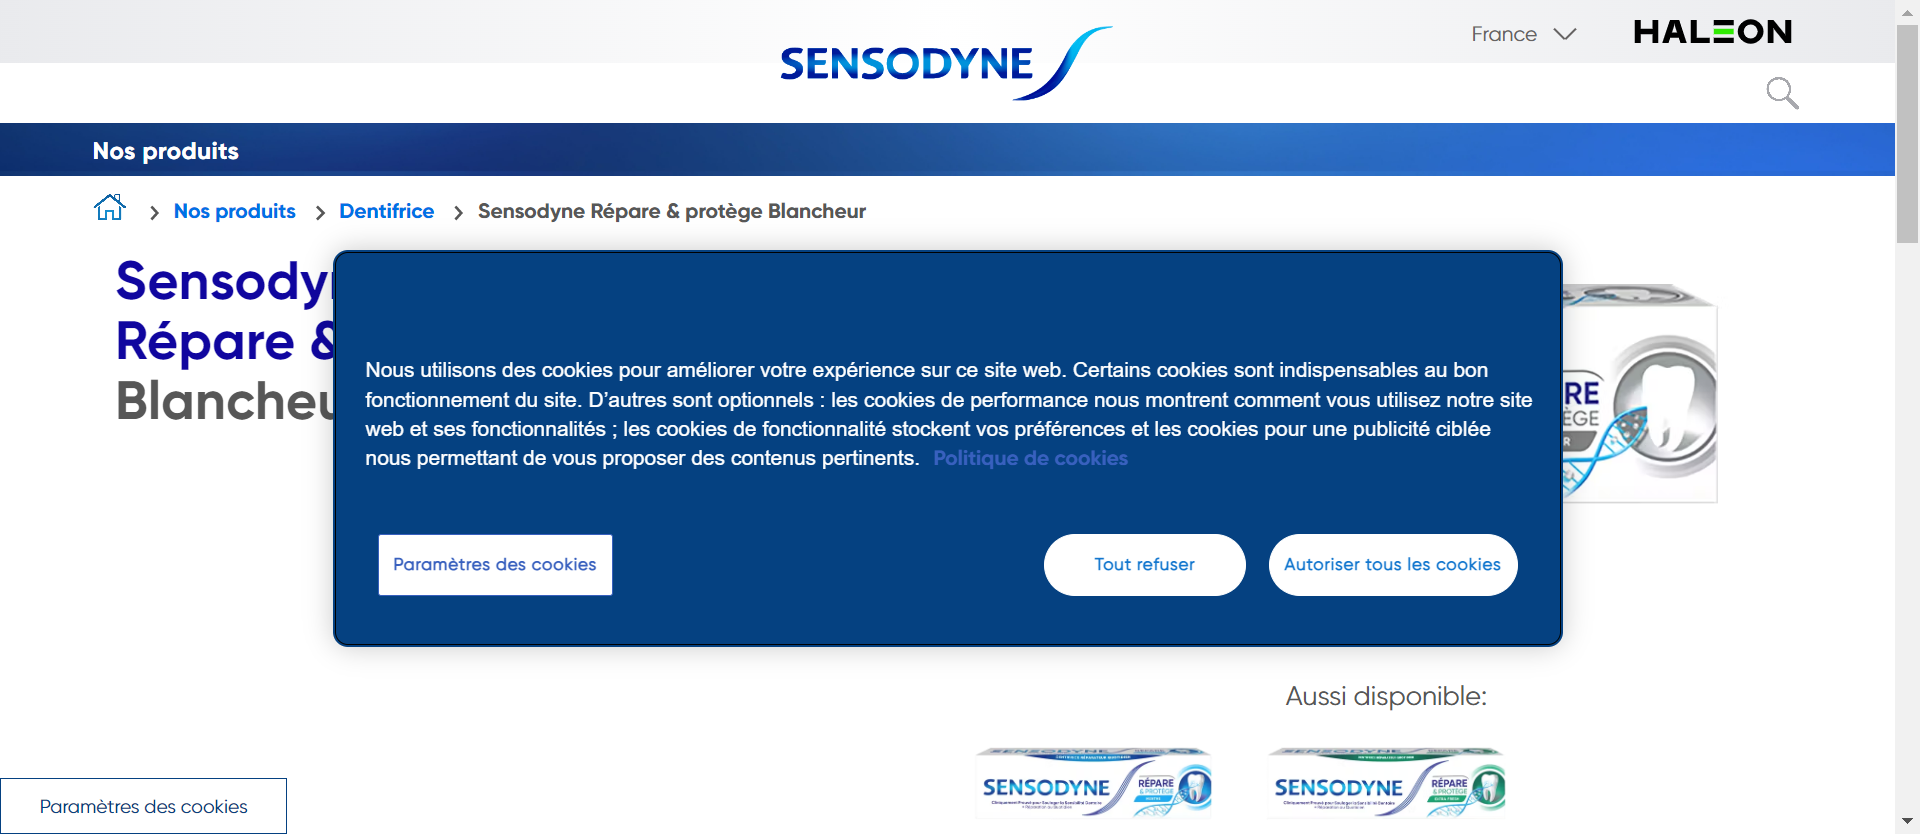 France
HALEON
SENSODYNE
Nos produits
Nos produits
Dentifrice
Sensodyne Répare & protège Blancheur
Sensody
Répare &
Blancheu
Nous utilisons des cookies pour améliorer votre expérience sur ce site web. Certains cookies sont indispensables au bon
fonctionnement du site. D’autres sont optionnels : les cookies de performance nous montrent comment vous utilisez notre site
web et ses fonctionnalités ; les cookies de fonctionnalité stockent vos préférences et les cookies pour une publicité ciblée
nous permettant de vous proposer des contenus pertinents. Politique de cookies
Paramètres des cookies
Tout refuser
Autoriser tous les cookies
RE
ÈGE
R
Aussi disponible:
SENSODYNE
RÉPARE
& PROTÈGE
SENSODYNE
RÉPARE
& PROTÈGE
EXTRA FRESH
Paramètres des cookies